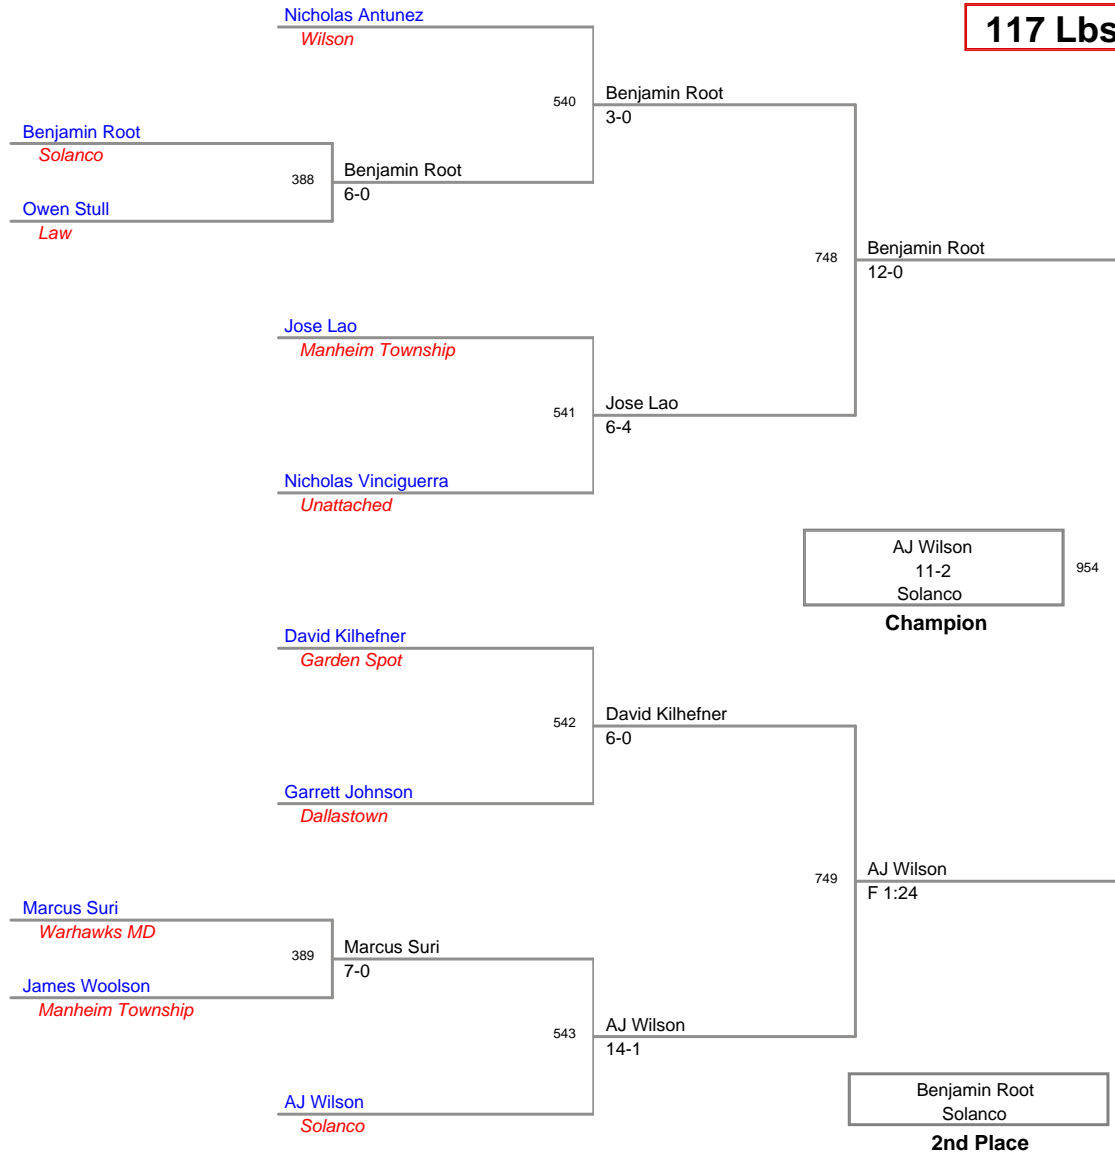 Nicholas Antunez
Wilson
117 Lbs
540
Benjamin Root
3-0
Benjamin Root
Solanco
388
Benjamin Root
6-0
Owen Stull
Law
748
Benjamin Root
12-0
Jose Lao
Manheim Township
541
Jose Lao
6-4
Nicholas Vinciguerra
Unattached
AJ Wilson
11-2
Solanco
954
Champion
David Kilhefner
Garden Spot
542
David Kilhefner
6-0
Garrett Johnson
Dallastown
749
AJ Wilson
F 1:24
Marcus Suri
Warhawks MD
389
Marcus Suri
7-0
James Woolson
Manheim Township
543
AJ Wilson
14-1
AJ Wilson
Solanco
Benjamin Root
Solanco
2nd Place